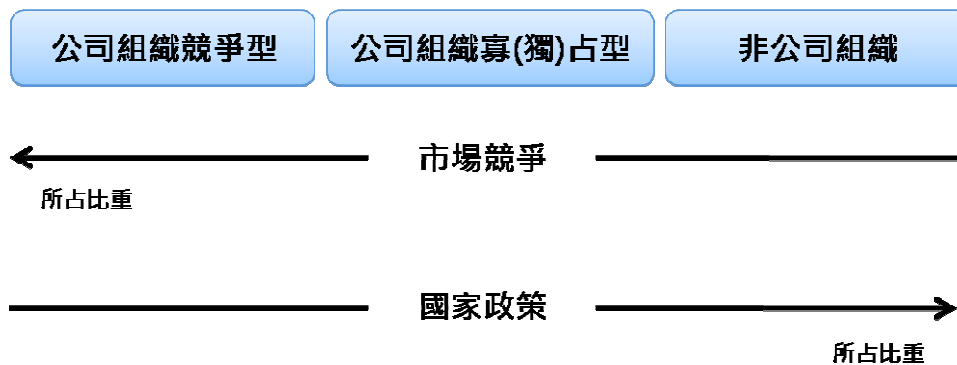 公司組織競爭型
公司組織寡(獨)占型
非公司組織
市場競爭
所占比重
國家政策
所占比重